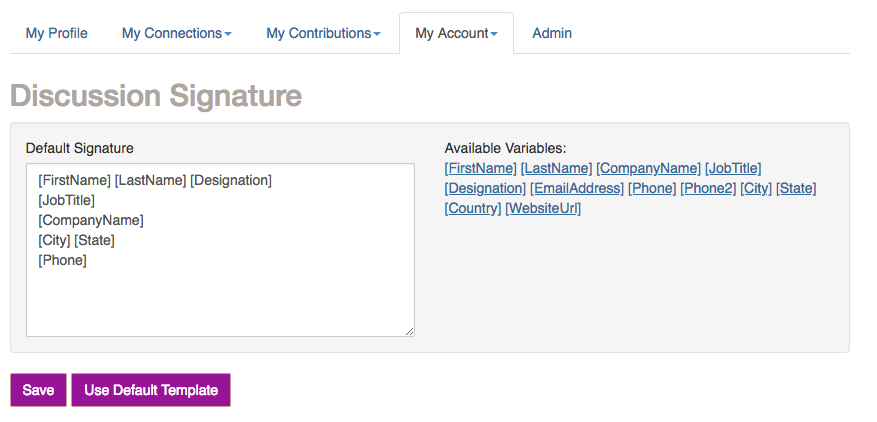 My Profile My Connections My Contributions My Account Admin
Discussion Signature
Default Signature
[FirstName] [LastName] [Designation]
[JobTitle]
[CompanyName]
[City] [State]
[Phone]
Available Variables:
[FirstName] [LastName] [CompanyName] [JobTitle]
[Designation] [EmailAddress] [Phone] [Phone2] [City] [State]
[Country] [WebsiteUrl]
Save Use Default Template